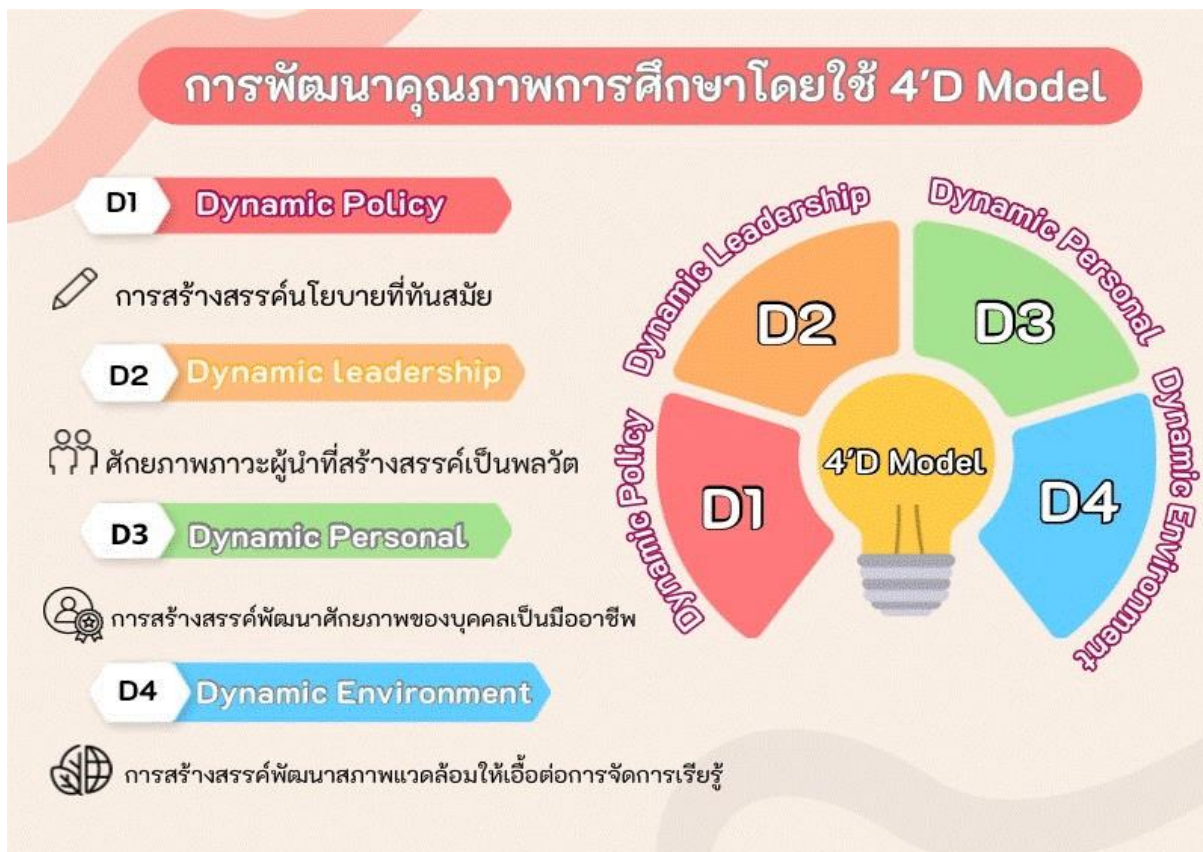 การพัฒนาคุณภาพการศึกษาโดยใช้ 4'D Model
D1 Dynamic Policy
การสร้างสรรค์นโยบายที่ทันสมัย
D2 Dynamic leadership
ศักยภาพภาวะผู้นำที่สร้างสรรค์เป็นพลวัต
D3 Dynamic Personal
การสร้างสรรค์พัฒนาศักยภาพของบุคคลเป็นมืออาชีพ
D4 Dynamic Environment
การสร้างสรรค์พัฒนาสภาพแวดล้อมให้เอื้อต่อการจัดการเรียรู้
Dynamic Policy
D1
Dynamic Leadership
D2
Dynamic Personal
D3
Dynamic Environment
D4
4'D Model